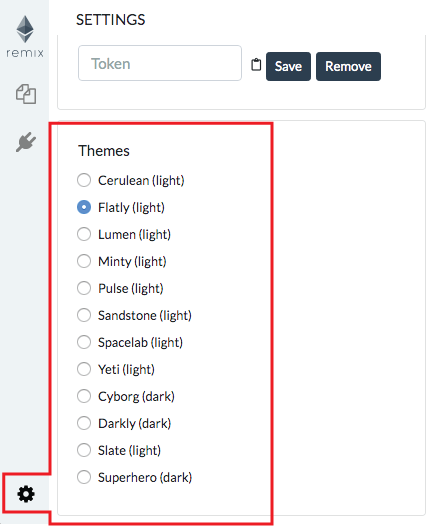 SETTINGS
remix
Token
Save
Remove
Themes
Cerulean (light)
Flatly (light)
Lumen (light)
Minty (light)
Pulse (light)
Sandstone (light)
Spacelab (light)
Yeti (light)
Cyborg (dark)
Darkly (dark)
Slate (light)
Superhero (dark)